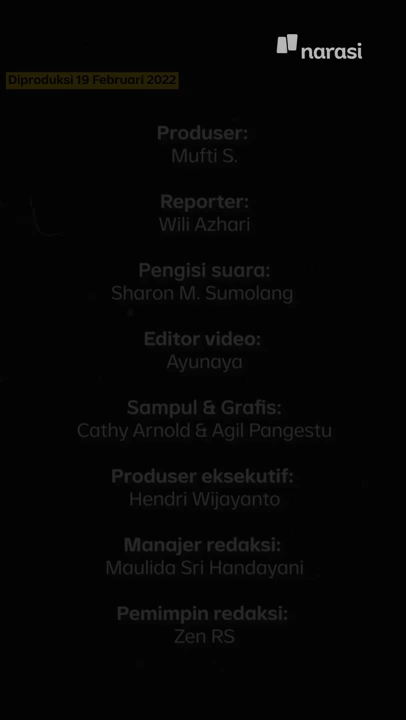 narasi
Diproduksi 19 Februari 2022
Produser:
Mufti S.
Reporter:
Wili Azhari
Pengisi suara:
Sharon M. Sumolang
Editor video:
Ayunaya
Sampul & Grafis:
Cathy Arnold & Agil Pangestu
Produser eksekutif:
Hendri Wijayanto
Manajer redaksi:
Maulida Sri Handayani
Pemimpin redaksi:
Zen RS